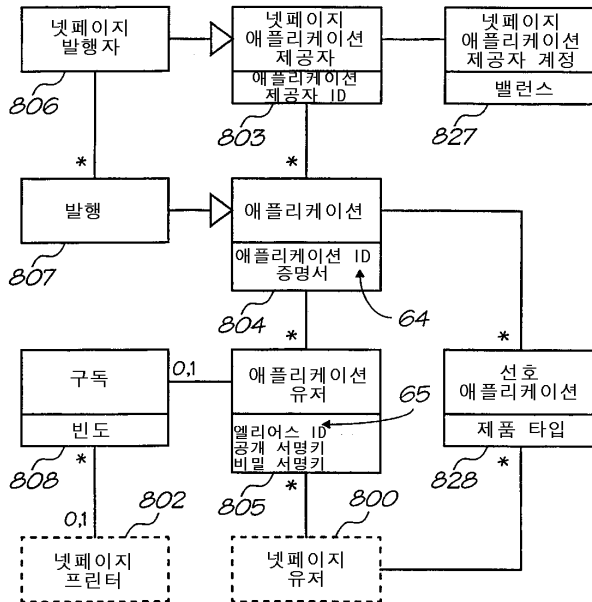 넷페이지
발행자
806
넷페이지
애플리케이션
제공자
애플리케이션
제공자 ID
803
넷페이지
애플리케이션
제공자 계정
밸런스
827
*
*
발행
807
애플리케이션
애플리케이션 ID
증명서
804
64
*
*
구독
빈도
808
0,1
애플리케이션
유저
65
엘리어스 ID
공개 서명키
비밀 서명키
805
선호
애플리케이션
제품 타입
828
*
*
*
0,1
802
넷페이지
프린터
800
넷페이지
유저